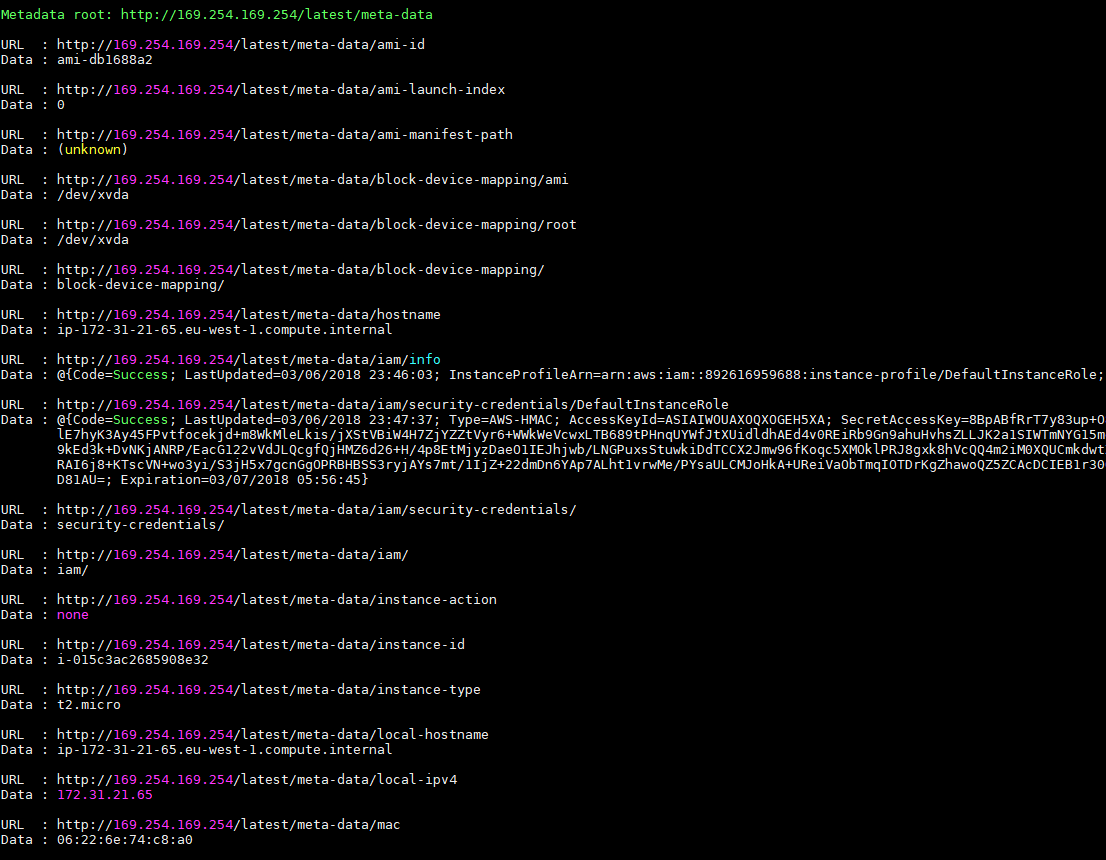 Metadata root: http://169.254.169.254/latest/meta-data
URL : http://169.254.169.254/latest/meta-data/ami-id
Data : ami-db1688a2
URL : http://169.254.169.254/latest/meta-data/ami-launch-index
Data : 0
URL : http://169.254.169.254/latest/meta-data/ami-manifest-path
Data : (unknown)
URL : http://169.254.169.254/latest/meta-data/block-device-mapping/ami
Data : /dev/xvda
URL : http://169.254.169.254/latest/meta-data/block-device-mapping/root
Data : /dev/xvda
URL : http://169.254.169.254/latest/meta-data/block-device-mapping/
Data : block-device-mapping/
URL : http://169.254.169.254/latest/meta-data/hostname
Data : ip-172-31-21-65.eu-west-1.compute.internal
URL : http://169.254.169.254/latest/meta-data/iam/info
Data : @{Code=Success; LastUpdated=03/06/2018 23:46:03; InstanceProfileArn=arn:aws:iam::892616959688:instance-profile/DefaultInstanceRole;
URL : http://169.254.169.254/latest/meta-data/iam/security-credentials/DefaultInstanceRole
Data : @{Code=Success; LastUpdated=03/06/2018 23:47:37; Type=AWS-HMAC; AccessKeyId=ASIAIWOUAXOQXOGEH5XA; SecretAccessKey=8BpABfRrT7y83up+O
lE7hyK3Ay45FPvtfocekjd+m8WkMleLkis/jXStVBiW4H7ZjYZZtVyr6+WWkWeVcwxLTB689tPHnqUYWfJtXUidldhAEd4v0REiRb9Gn9ahuHvhsZLLJK2a1SIWTmNYG15m
9kEd3k+DvNKjANRP/EacG122vVdJLQcgfQjHMZ6d26+H/4p8EtMjyzDaeO1IEJhjwb/LNGPuxsStuwkiDdTCCX2Jmw96fKoqc5XMOklPRJ8gxk8hVcQQ4m2iM0XQUCmkdwt
RAI6j8+KTscVN+wo3yi/S3jH5x7gcnGgOPRBHBSS3ryjAYs7mt/1IjZ+22dmDn6YAp7ALht1vrwMe/PYsaULCMJoHkA+UReiVaObTmqIOTDrKgZhawoQZ5ZCAcDCIEB1r30
D81AU=; Expiration=03/07/2018 05:56:45}
URL : http://169.254.169.254/latest/meta-data/iam/security-credentials/
Data : security-credentials/
URL : http://169.254.169.254/latest/meta-data/iam/
Data : iam/
URL : http://169.254.169.254/latest/meta-data/instance-action
Data : none
URL : http://169.254.169.254/latest/meta-data/instance-id
Data : i-015c3ac2685908e32
URL : http://169.254.169.254/latest/meta-data/instance-type
Data : t2.micro
URL : http://169.254.169.254/latest/meta-data/local-hostname
Data : ip-172-31-21-65.eu-west-1.compute.internal
URL : http://169.254.169.254/latest/meta-data/local-ipv4
Data : 172.31.21.65
URL : http://169.254.169.254/latest/meta-data/mac
Data : 06:22:6e:74:c8:a0